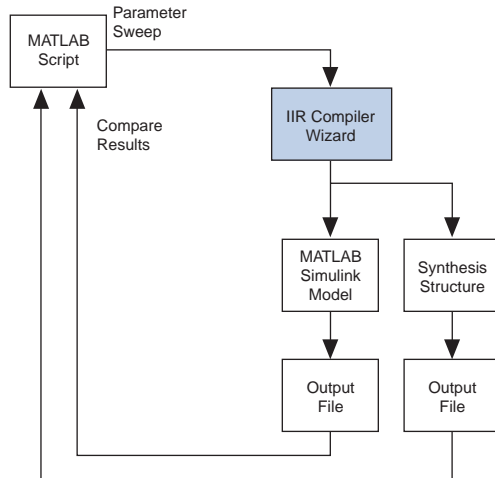 Parameter
Sweep
MATLAB
Script
IIR Compiler
Wizard
Compare
Results
MATLAB
Simulink
Model
Synthesis
Structure
Output
File
Output
File